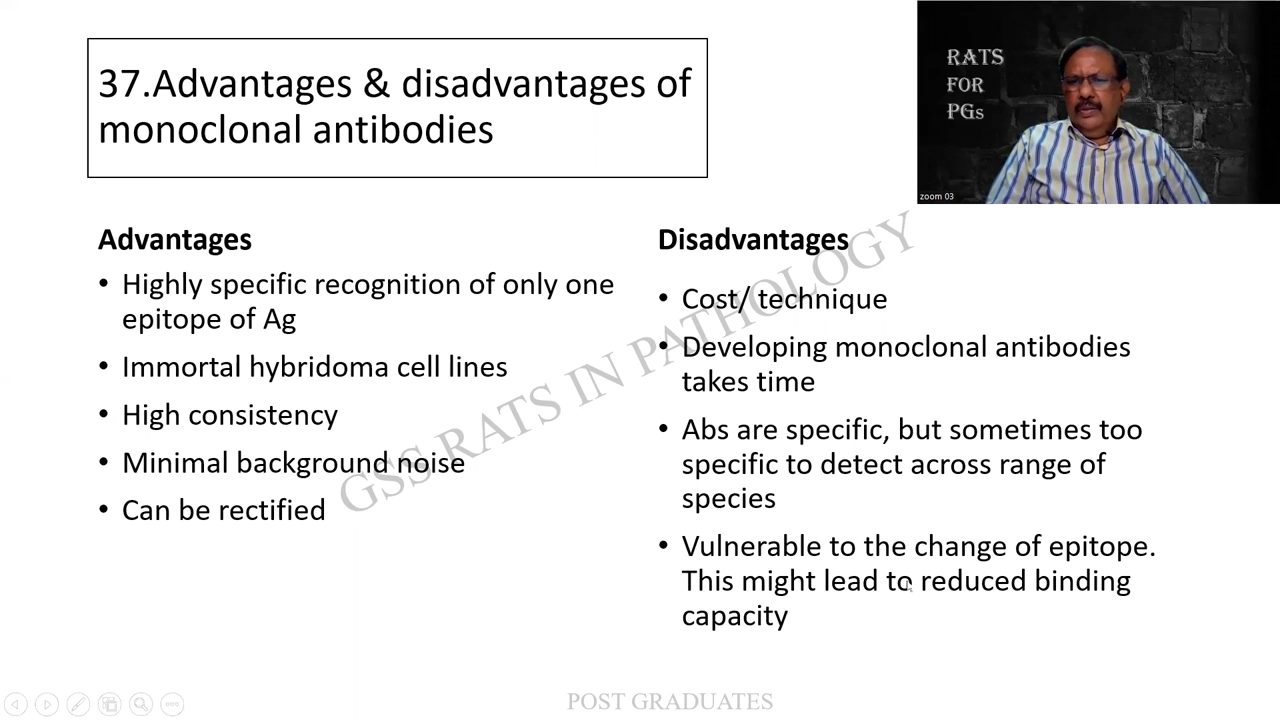 37.Advantages & disadvantages of
monoclonal antibodies
RATS
FOR
PGs
zoom 03
Advantages
• Highly specific recognition of only one
epitope of Ag
• Immortal hybridoma cell lines
• High consistency
• Minimal background noise
• Can be rectified
Disadvantages
• Cost/ technique
• Developing monoclonal antibodies
takes time
• Abs are specific, but sometimes too
specific to detect across range of
species
• Vulnerable to the change of epitope.
This might lead to reduced binding
capacity
GSS RATS IN PATHOLOGY
POST GRADUATES